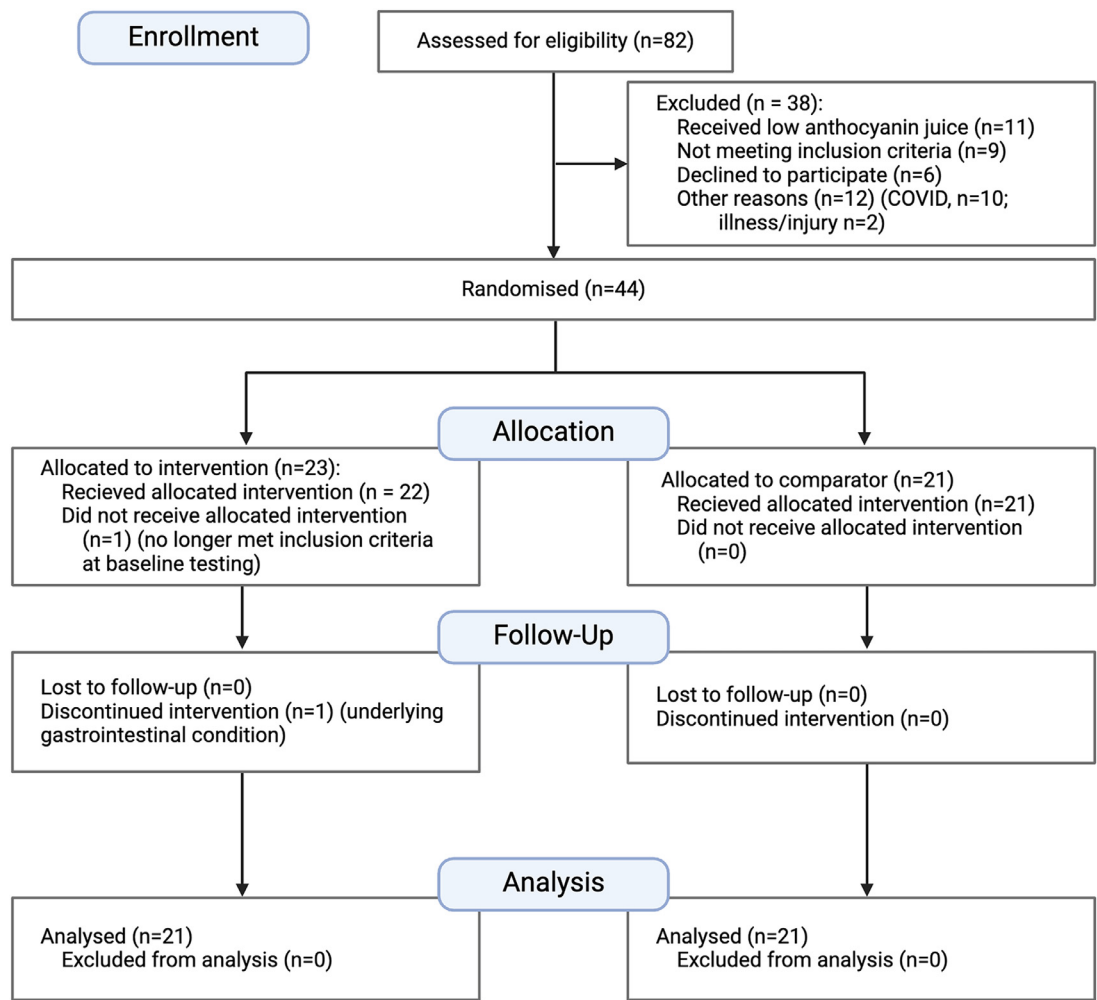 Enrollment
Assessed for eligibility (n=82)
Excluded (n = 38):
Received low anthocyanin juice (n=11)
Not meeting inclusion criteria (n=9)
Declined to participate (n=6)
Other reasons (n=12) (COVID, n=10;
illness/injury n=2)
Randomised (n=44)
Allocation
Allocated to intervention (n=23):
Recieved allocated intervention (n = 22)
Did not receive allocated intervention
(n=1) (no longer met inclusion criteria
at baseline testing)
Allocated to comparator (n=21)
Recieved allocated intervention (n=21)
Did not receive allocated intervention
(n=0)
Follow-Up
Lost to follow-up (n=0)
Discontinued intervention (n=1) (underlying
gastrointestinal condition)
Lost to follow-up (n=0)
Discontinued intervention (n=0)
Analysis
Analysed (n=21)
Excluded from analysis (n=0)
Analysed (n=21)
Excluded from analysis (n=0)